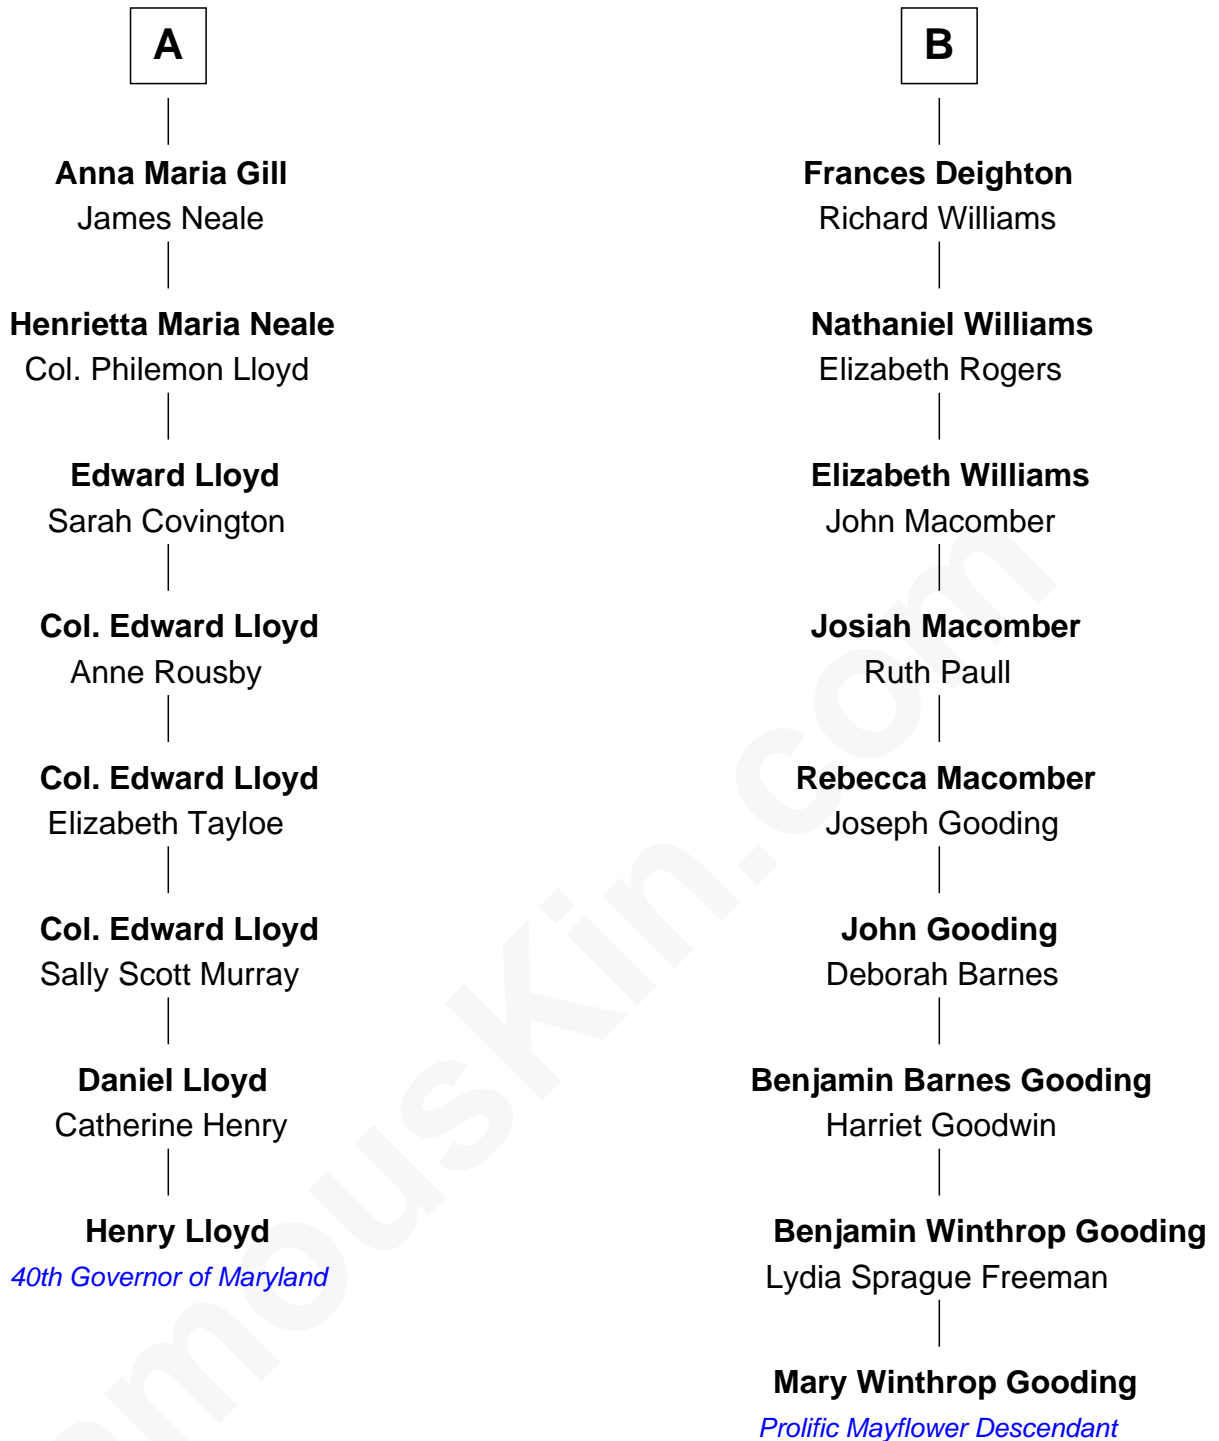 A
Anna Maria Gill
James Neale
Henrietta Maria Neale
Col. Philemon Lloyd
Edward Lloyd
Sarah Covington
Col. Edward Lloyd
Anne Rousby
Col. Edward Lloyd
Elizabeth Tayloe
Col. Edward Lloyd
Sally Scott Murray
Daniel Lloyd
Catherine Henry
Henry Lloyd
40th Governor of Maryland
B
Frances Deighton
Richard Williams
Nathaniel Williams
Elizabeth Rogers
Elizabeth Williams
John Macomber
Josiah Macomber
Ruth Paull
Rebecca Macomber
Joseph Gooding
John Gooding
Deborah Barnes
Benjamin Barnes Gooding
Harriet Goodwin
Benjamin Winthrop Gooding
Lydia Sprague Freeman
Mary Winthrop Gooding
Prolific Mayflower Descendant
amouskin.com